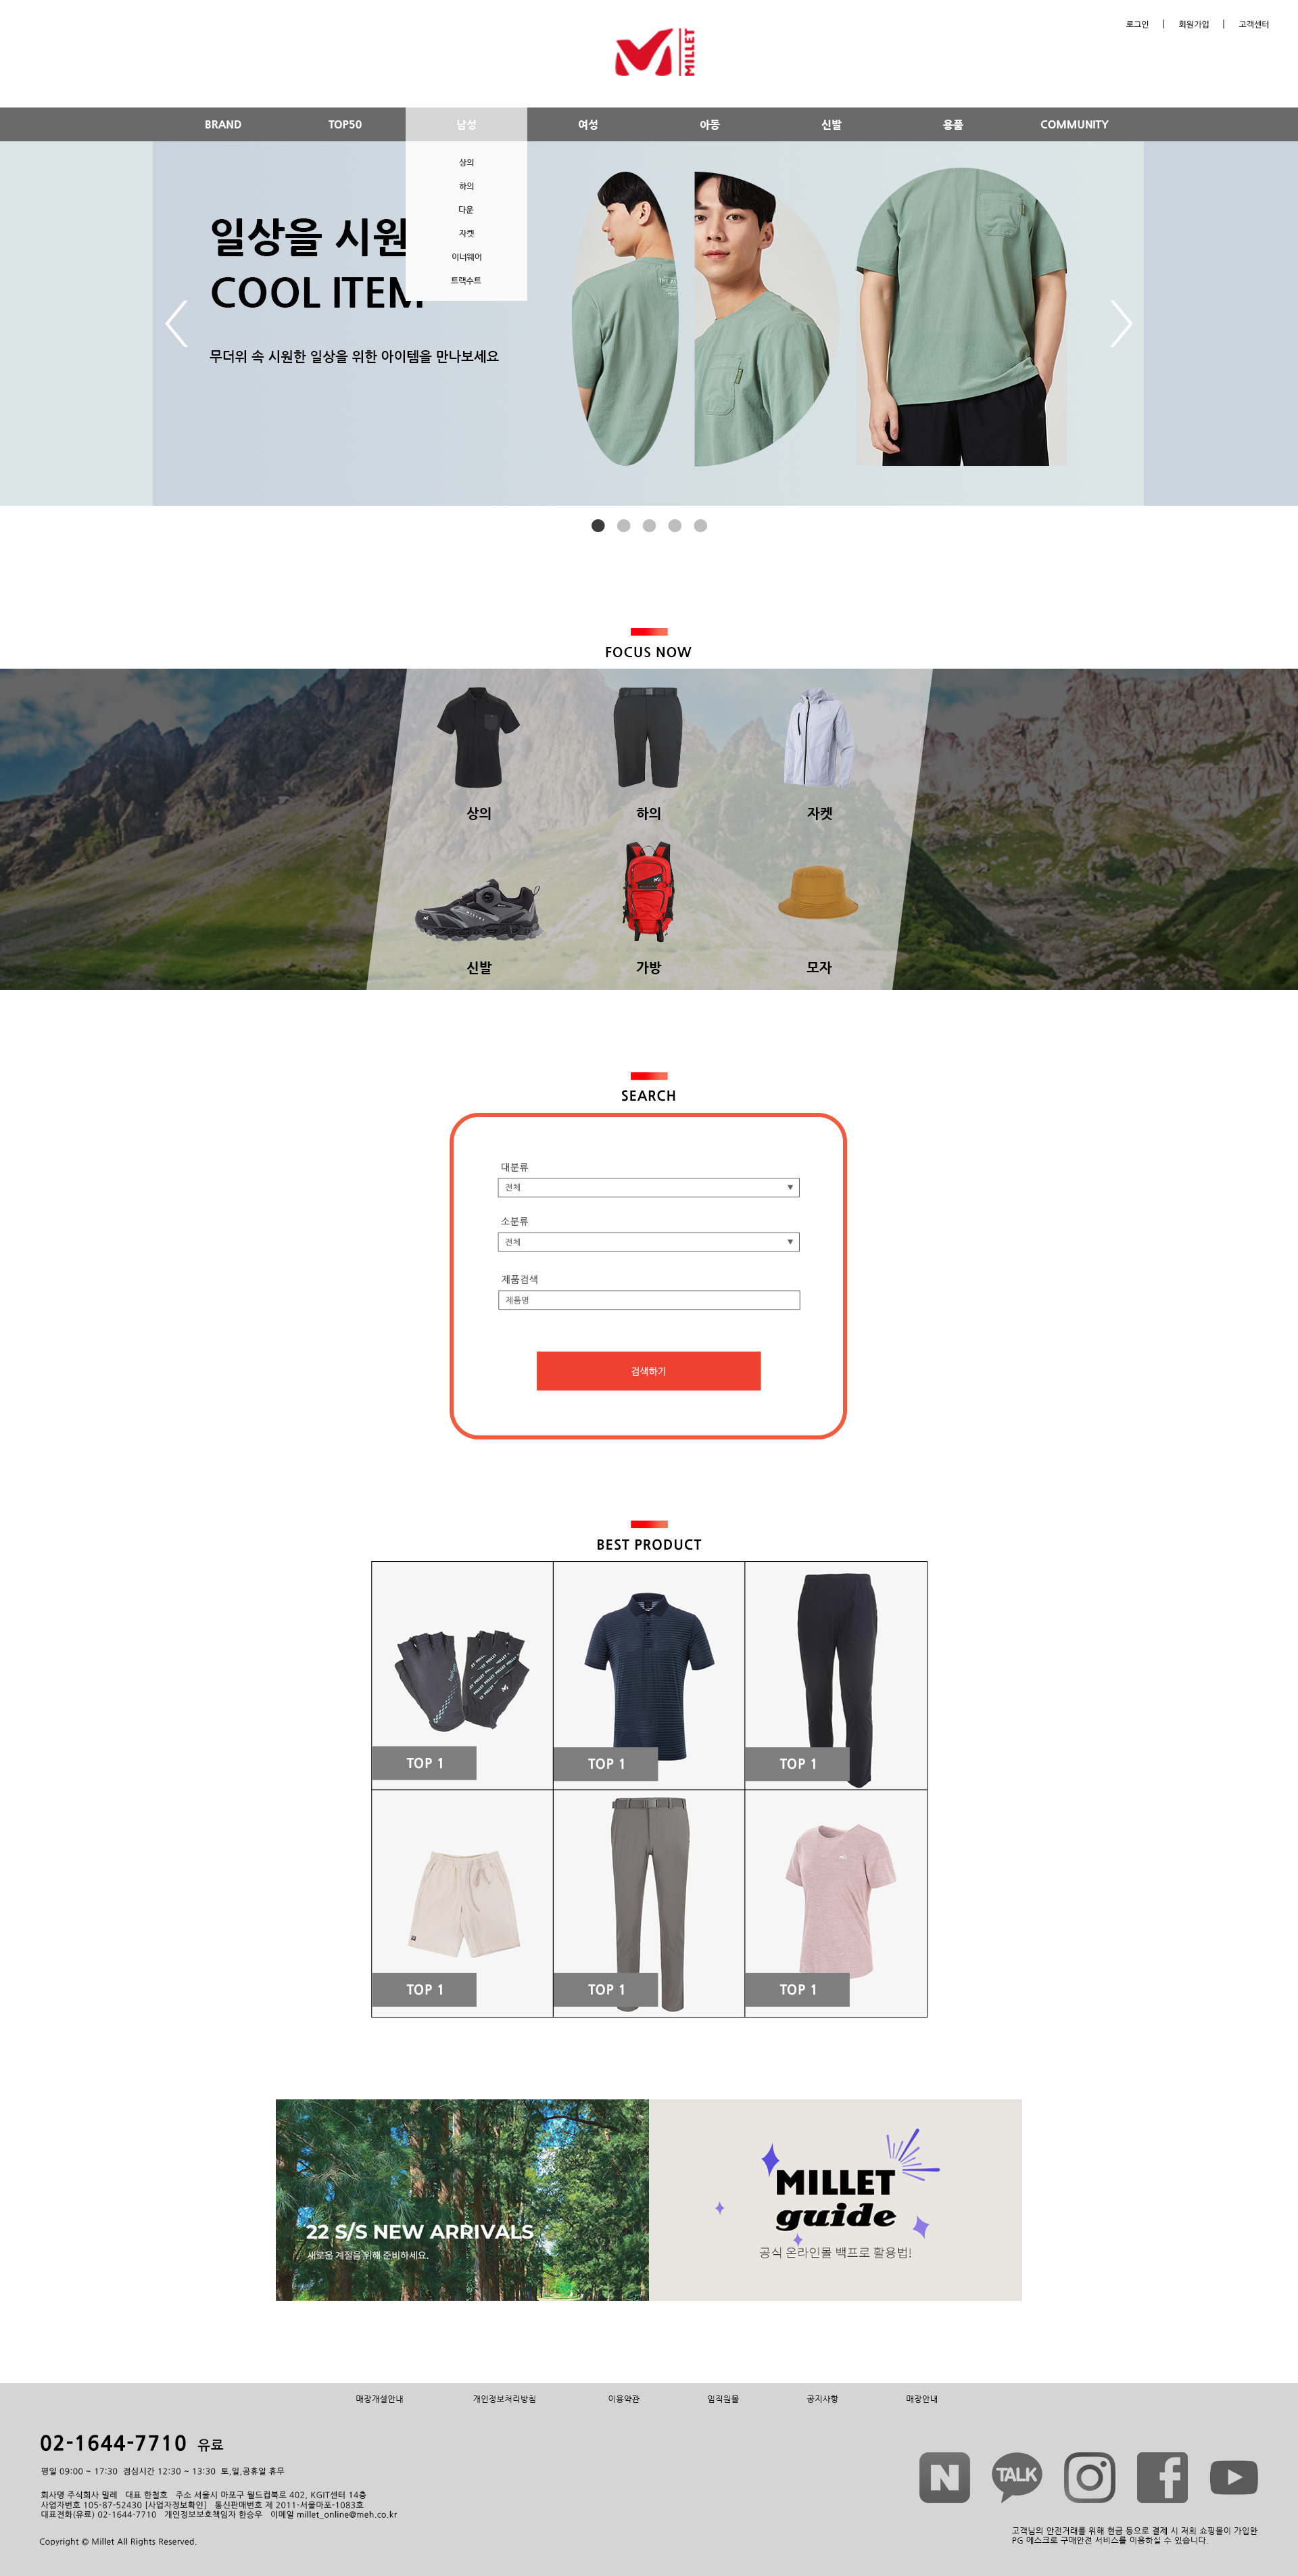 로그인 | 회원가입 | 고객센터
MILLET
BRAND TOP50 남성 여성 아동 신발 용품 COMMUNITY
상의
하의
다운
자켓
이너웨어
트랙수트
일상을 시원
COOL ITEM
무더위 속 시원한 일상을 위한 아이템을 만나보세요
FOCUS NOW
상의 하의 자켓
신발 가방 모자
SEARCH
대분류
전체 ▼
소분류
전체 ▼
제품검색
제품명
검색하기
BEST PRODUCT
TOP 1 TOP 1 TOP 1
TOP 1 TOP 1 TOP 1
22 S/S NEW ARRIVALS
새로움 계절을 위해 준비하세요.
MILLET
guide
공식 온라인몰 백프로 활용법!
매장개설안내 개인정보처리방침 이용약관 임직원몰 공지사항 매장안내
02-1644-7710 유료
평일 09:00 ~ 17:30 점심시간 12:30 ~ 13:30 토,일,공휴일 휴무
회사명 주식회사 밀레 대표 한철호 주소 서울시 마포구 월드컵북로 402, KGIT센터 14층
사업자번호 105-87-52430 [사업자정보확인] 통신판매번호 제 2011-서울마포-1083호
대표전화(유료) 02-1644-7710 개인정보보호책임자 한승우 이메일 millet_online@meh.co.kr
Copyright © Millet All Rights Reserved.
N TALK f
고객님의 안전거래를 위해 현금 등으로 결제 시 저희 쇼핑몰이 가입한
PG 에스크로 구매안전 서비스를 이용하실 수 있습니다.